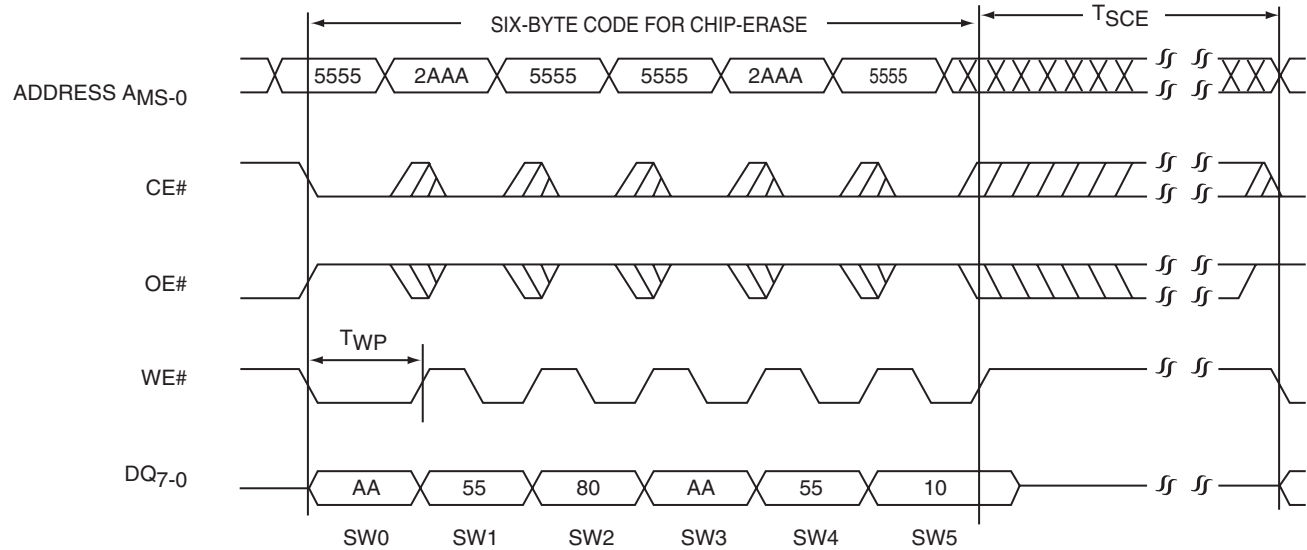 SIX-BYTE CODE FOR CHIP-ERASE TSCE
ADDRESS AMS-0 5555 2AAA 5555 5555 2AAA 5555
CE#
OE#
TWP
WE#
DQ7-0 AA 55 80 AA 55 10
SW0 SW1 SW2 SW3 SW4 SW5